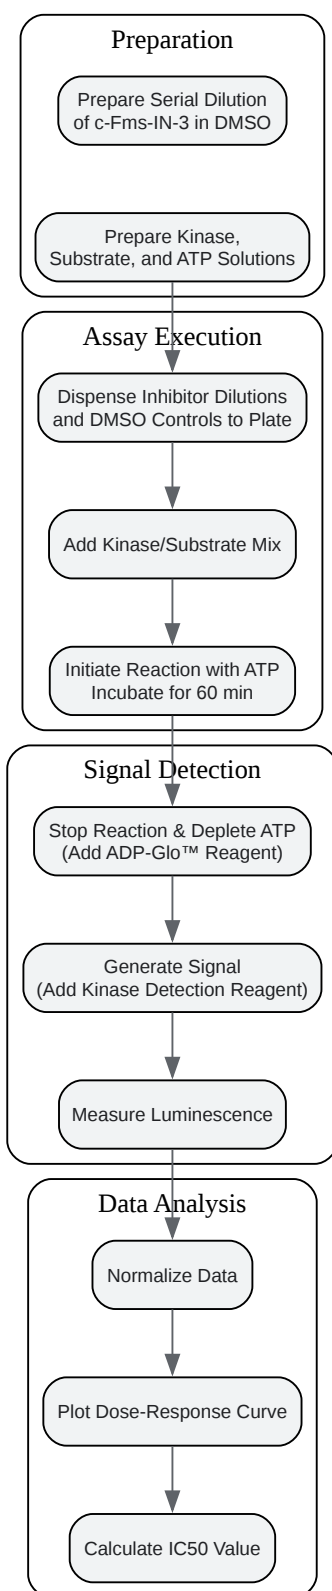 Preparation
Prepare Serial Dilution
of c-Fms-IN-3 in DMSO
Prepare Kinase,
Substrate, and ATP Solutions
Assay Execution
Dispense Inhibitor Dilutions
and DMSO Controls to Plate
Add Kinase/Substrate Mix
Initiate Reaction with ATP
Incubate for 60 min
Signal Detection
Stop Reaction & Deplete ATP
(Add ADP-Glo™ Reagent)
Generate Signal
(Add Kinase Detection Reagent)
Measure Luminescence
Data Analysis
Normalize Data
Plot Dose-Response Curve
Calculate IC50 Value